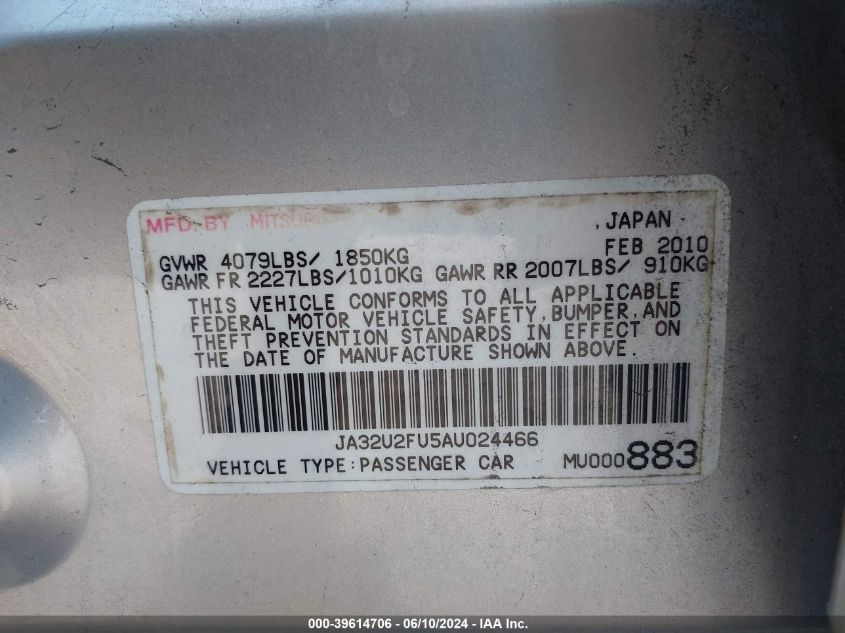 MFD BY MITSUB
, JAPAN
GVWR 4079LBS/ 1850KG FEB 2010
GAWR FR 2227LBS/1010KG GAWR RR 2007LBS/ 910KG
THIS VEHICLE CONFORMS TO ALL APPLICABLE
FEDERAL MOTOR VEHICLE SAFETY, BUMPER, AND
THEFT PREVENTION STANDARDS IN EFFECT ON
THE DATE OF MANUFACTURE SHOWN ABOVE.
JA32U2FU5AU024466
VEHICLE TYPE:PASSENGER CAR MU000883
000-39614706 - 06/10/2024 - IAA Inc.